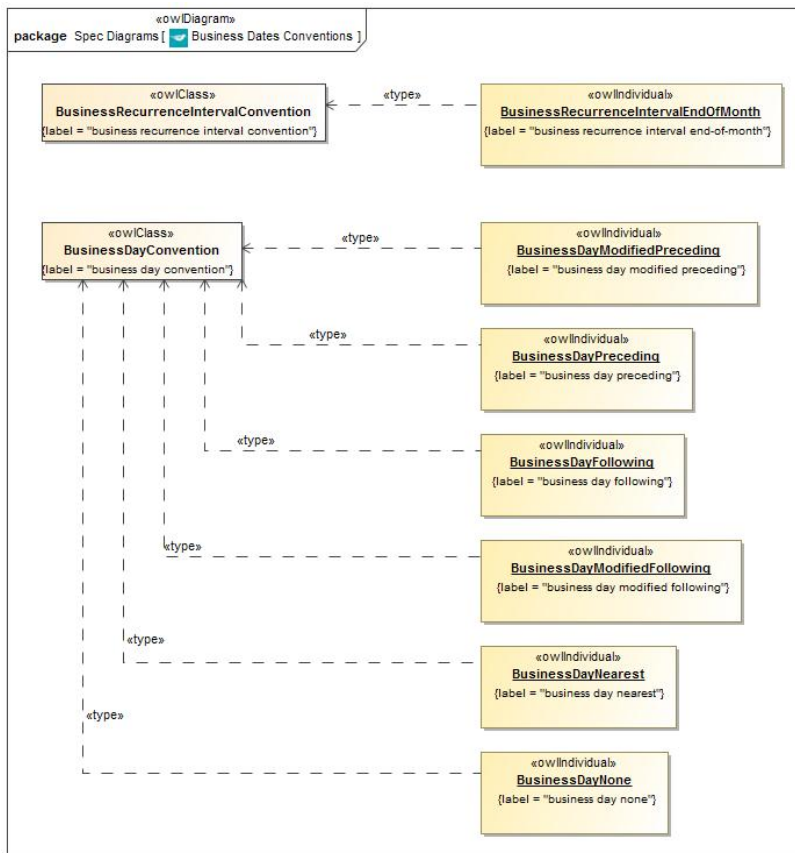 «owlDiagram»
package Spec Diagrams [ Business Dates Conventions ]
«owlClass»
BusinessRecurrenceIntervalConvention
{label = "business recurrence interval convention"}
«type»
«owlIndividual»
BusinessRecurrenceIntervalEndOfMonth
{label = "business recurrence interval end-of-month"}
«owlClass»
BusinessDayConvention
{label = "business day convention"}
«type»
«owlIndividual»
BusinessDayModifiedPreceding
{label = "business day modified preceding"}
«type»
«owlIndividual»
BusinessDayPreceding
{label = "business day preceding"}
«type»
«owlIndividual»
BusinessDayFollowing
{label = "business day following"}
«type»
«owlIndividual»
BusinessDayModifiedFollowing
{label = "business day modified following"}
«type»
«owlIndividual»
BusinessDayNearest
{label = "business day nearest"}
«type»
«owlIndividual»
BusinessDayNone
{label = "business day none"}